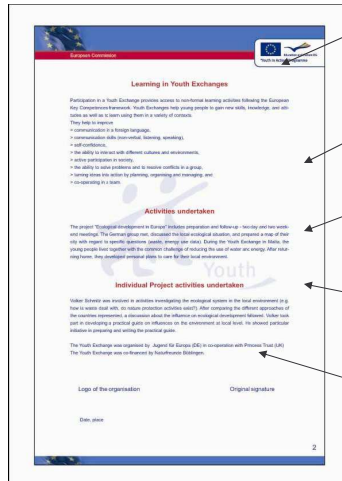 European Commission
Youth in Action Programme
Learning in Youth Exchanges
Participation in a Youth Exchange provides access to non-formal learning activities following the European
Key Competences framework. Youth Exchanges help young people to gain new skills, knowledge, and atti-
tudes as well as learn using them in a variety of contexts.
They help to improve
> communication in a foreign language,
> communication skills (non-verbal, listening, speaking),
> self-confidence,
> the ability to interact with different cultures and environments,
> active participation in society,
> the ability to solve problems and to resolve conflicts in a group,
> turning ideas into action by planning, organising and managing, and
> co-operating in a team.
Activities undertaken
The project "Ecological development in Europe" includes preparation and follow-up - two day and two week-
end meetings. The German group met, discussed the local ecological situation, and prepared a map of their
city with regard to specific questions (waste, energy use data). During the Youth Exchange in Malta, the
young people lived together with the common challenge of reducing the use of water and energy. After retur-
ning home, they developed personal plans to care for their local environment.
Youth
Individual Project activities undertaken
Volker Schmitz was involved in activities investigating the ecological system in the local environment (e.g.
how is waste dealt with, do nature protection activities exist?). After comparing the different approaches of
the countries represented, a discussion about the influence on ecological development followed. Volker took
part in developing a practical guide on influences on the environment at local level. He showed particular
initiative in preparing and writing the practical guide.
The Youth Exchange was organised by Jugend für Europa (DE) in co-operation with Princess Trust (UK)
The Youth Exchange was co-financed by Naturfreunde Böblingen.
Logo of the organisation Original signature
Date, place
2